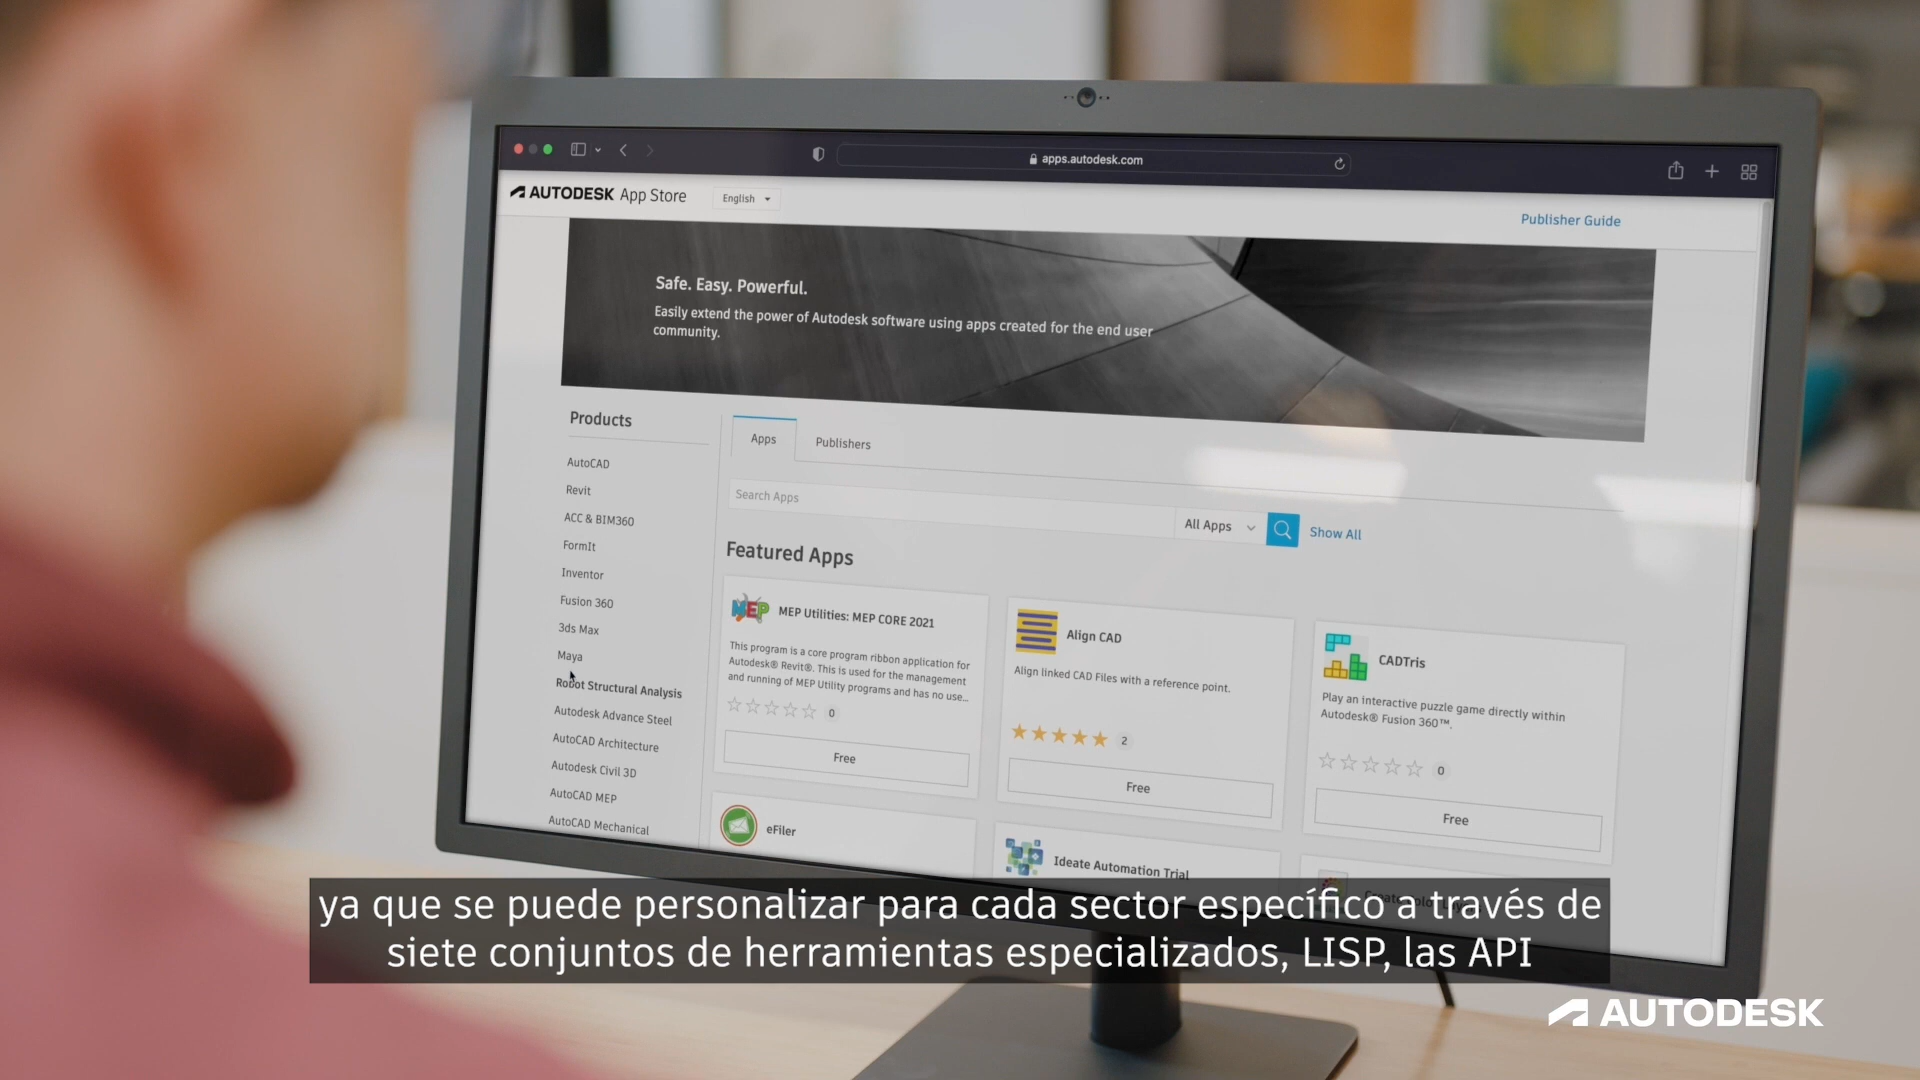 apps.autodesk.com
AUTODESK App Store
English
Publisher Guide
Safe. Easy. Powerful.
Easily extend the power of Autodesk software using apps created for the end user
community.
Products
AutoCAD
Revit
ACC & BIM360
FormIt
Inventor
Fusion 360
3ds Max
Maya
Robot Structural Analysis
Autodesk Advance Steel
AutoCAD Architecture
Autodesk Civil 3D
AutoCAD MEP
AutoCAD Mechanical
Apps
Publishers
Search Apps
All Apps
Show All
Featured Apps
MEP
MEP Utilities: MEP CORE 2021
This program is a core program ribbon application for
Autodesk® Revit®. This is used for the management
and running of MEP Utility programs and has no use...
0
Free
Align CAD
Align linked CAD Files with a reference point.
2
Free
CADTris
Play an interactive puzzle game directly within
Autodesk® Fusion 360™.
0
Free
eFiler
Ideate Automation Trial
ya que se puede personalizar para cada sector específico a través de
siete conjuntos de herramientas especializados, LISP, las API
AUTODESK